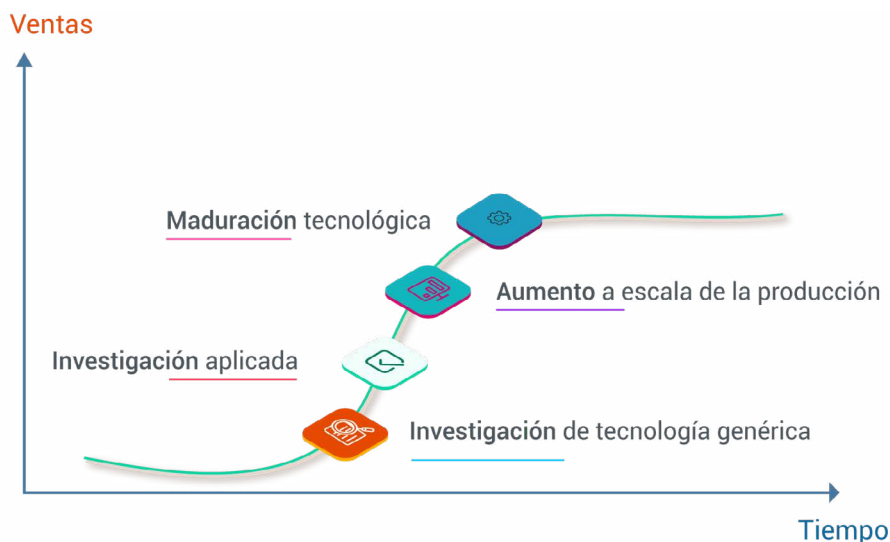 Ventas
Maduración tecnológica
Aumento a escala de la producción
Investigación aplicada
Investigación de tecnología genérica
Tiempo